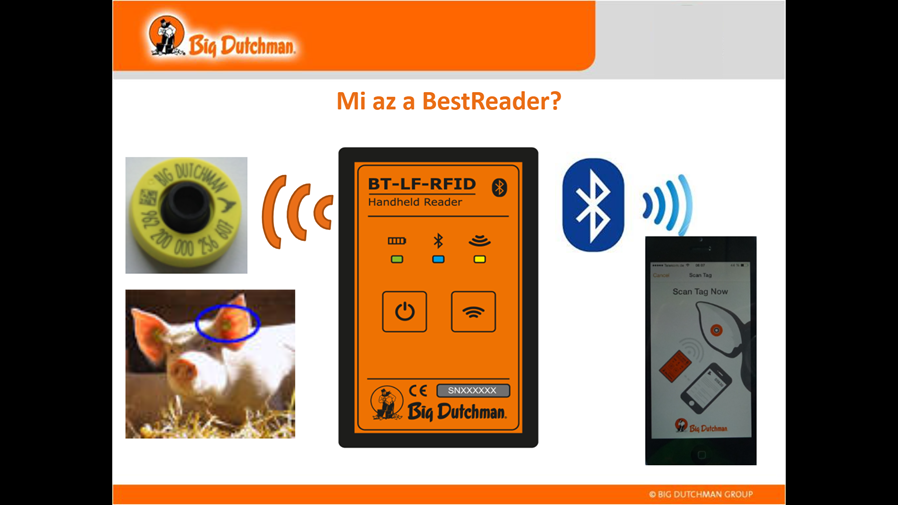 Big Dutchman.
Mi az a BestReader?
BIG DUTCHMAN A
BT-LF-RFID
Handheld Reader
SNXXXXXX
CE
Big Dutchman.
Cancel
Scan Tag
Scan Tag Now
Big Dutchman
© BIG DUTCHMAN GROUP